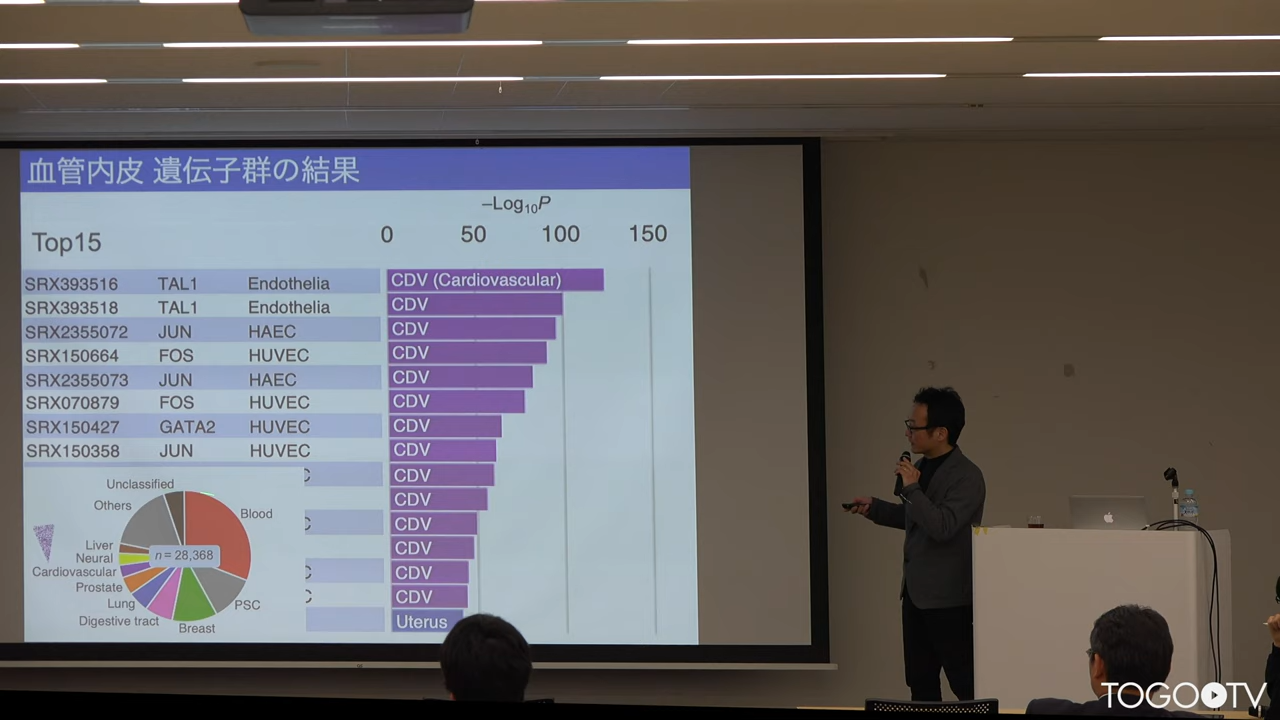 血管内皮 遺伝子群の結果
–Log10P
Top15
0 50 100 150
SRX393516 TAL1 Endothelia CDV (Cardiovascular)
SRX393518 TAL1 Endothelia CDV
SRX2355072 JUN HAEC CDV
SRX150664 FOS HUVEC CDV
SRX2355073 JUN HAEC CDV
SRX070879 FOS HUVEC CDV
SRX150427 GATA2 HUVEC CDV
SRX150358 JUN HUVEC CDV
CDV
CDV
CDV
CDV
CDV
CDV
Uterus
Unclassified
Others
Blood
Liver
n = 28,368
Neural
Cardiovascular
Prostate
Lung
PSC
Digestive tract
Breast
TOGOTV